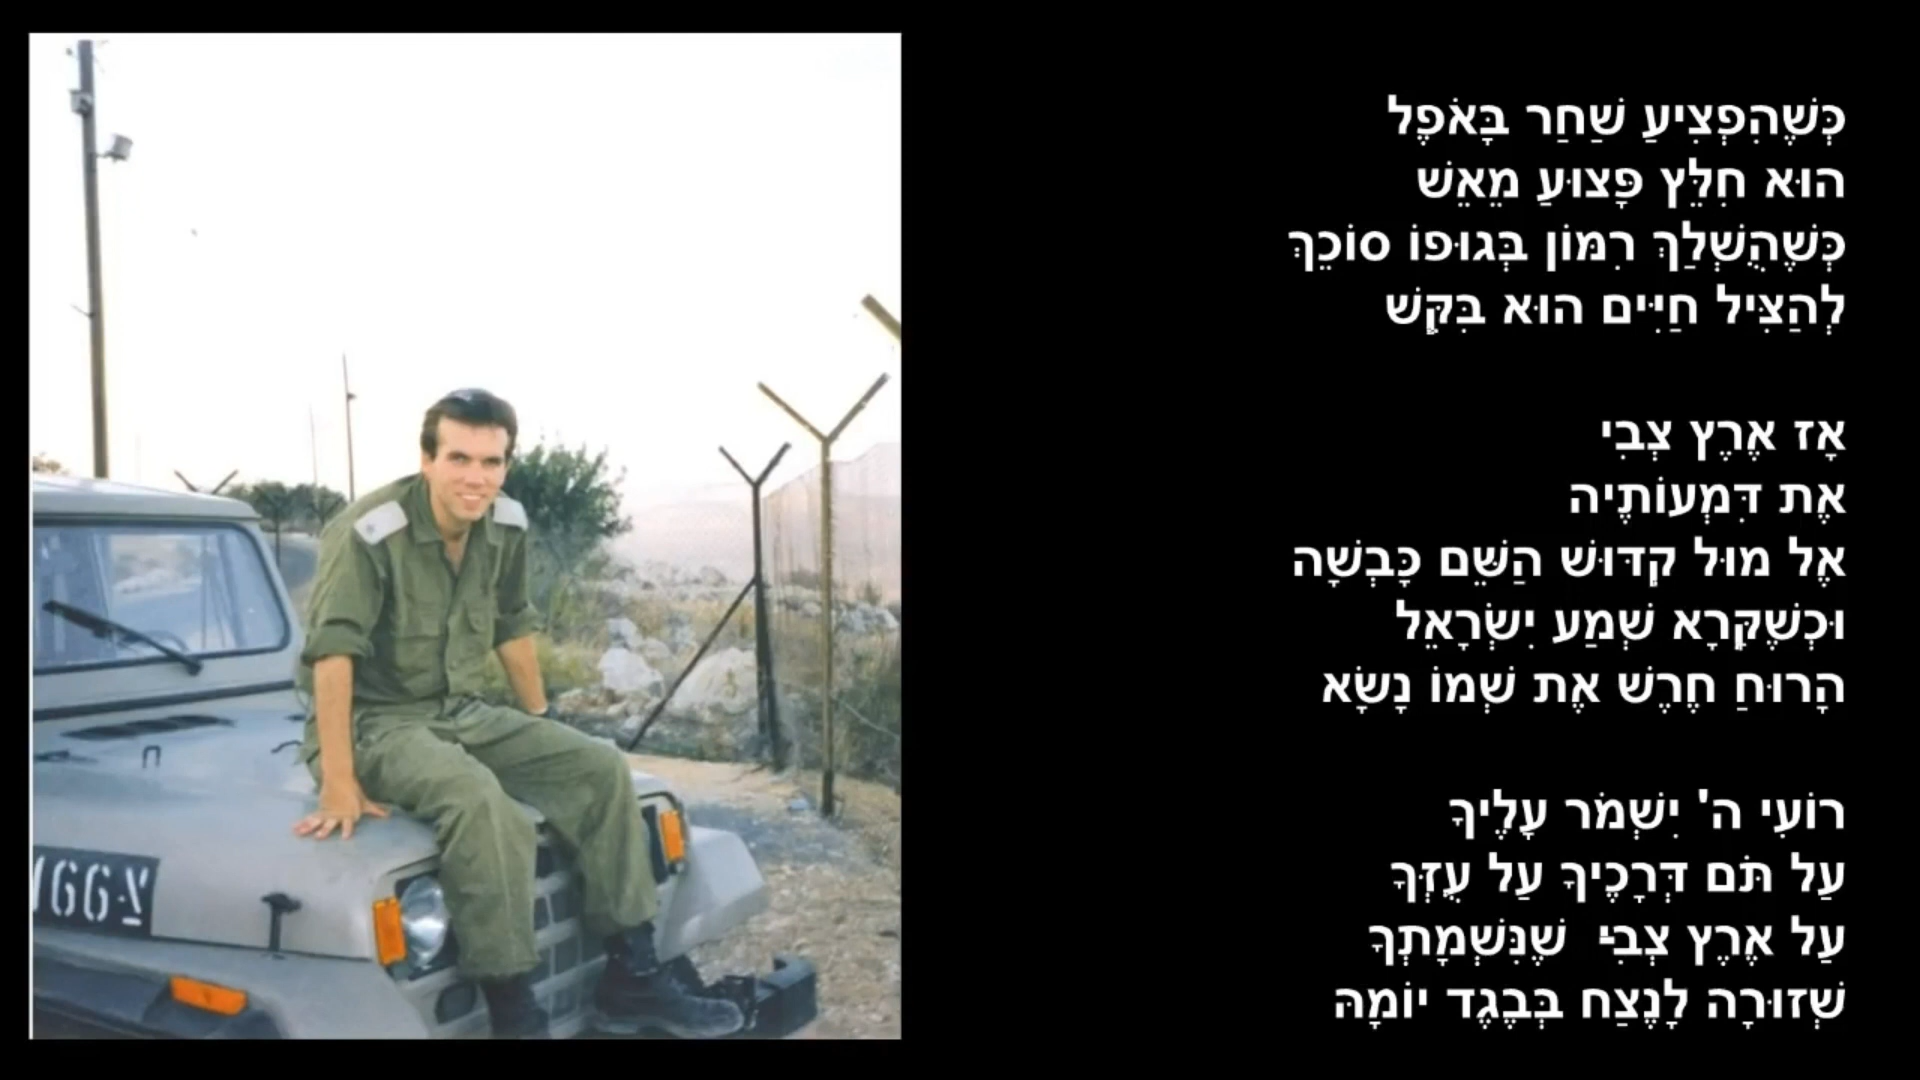 כְּשֶׁהִפְצִיעַ שַׁחַר בָּאֹפֶל
הוּא חִלֵּץ פָּצוּעַ מֵאֵשׁ
כְּשֶׁהֻשְׁלַךְ רִמּוֹן בְּגוּפוֹ סוֹכֵךְ
לְהַצִּיל חַיִּים הוּא בִּקֵּשׁ
אָז אֶרֶץ צְבִי
אֶת דִּמְעוֹתֶיה
אֶל מוּל קִדּוּשׁ הַשֵּׁם כָּבְשָׁה
וּכְשֶׁקָּרָא שְׁמַע יִשְׂרָאֵל
הָרוּחַ חֶרֶשׁ אֶת שְׁמוֹ נָשָׂא
רוֹעִי ה' יִשְׁמֹר עָלֶיךָ
עַל תֹּם דְּרָכֶיךָ עַל עֻזְּךָ
עַל אֶרֶץ צְבִי שֶׁנִּשְׁמָתְךָ
שְׁזוּרָה לָנֶצַח בְּבֶגֶד יוֹמָהּ
צ-166